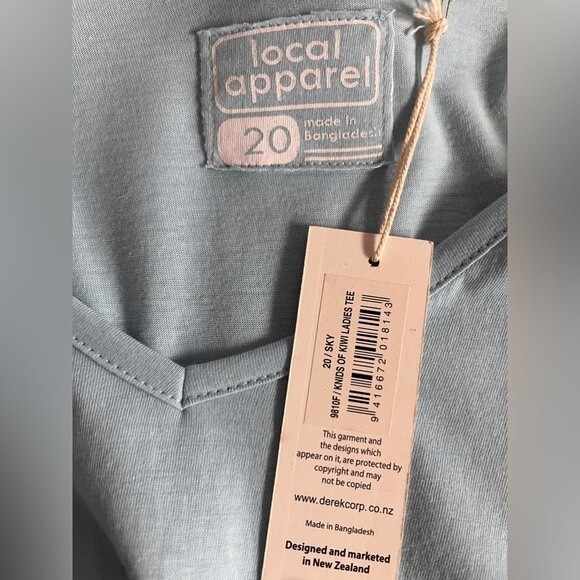 local
apparel
20
made in
Bangladesh
20 / SKY
9810F / KNIDS OF KIWI LADIES TEE
9 416672 018143
This garment and
the designs which
appear on it, are protected by
copyright and may
not be copied
www.derekcorp.co.nz
Made in Bangladesh
Designed and marketed
in New Zealand